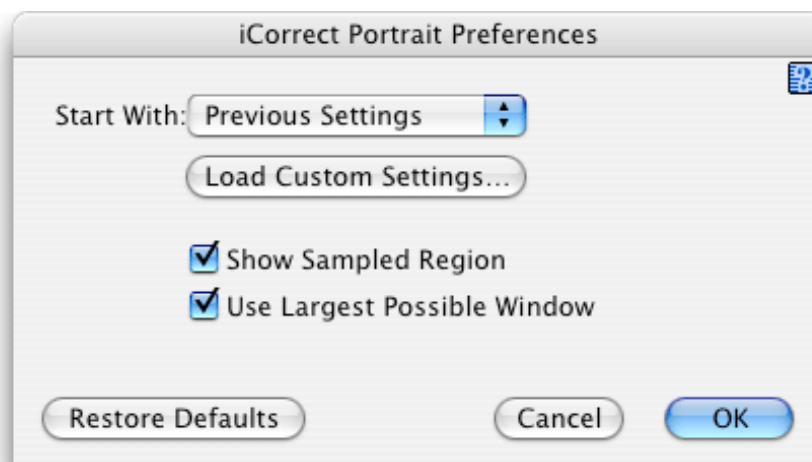 iCorrect Portrait Preferences
Start With: Previous Settings
Load Custom Settings...
Show Sampled Region
Use Largest Possible Window
Restore Defaults Cancel OK